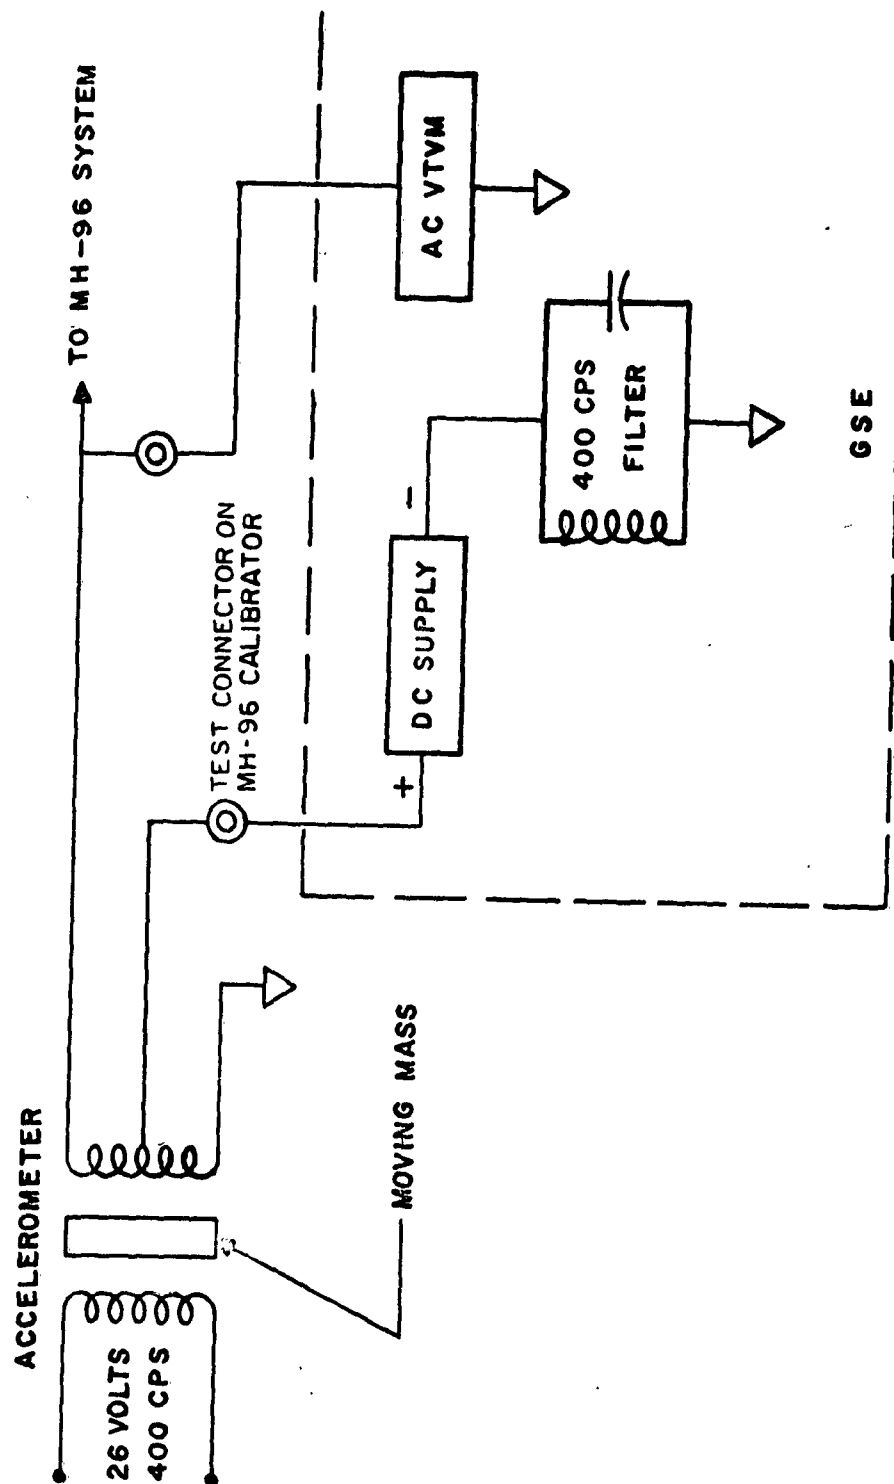 ACCELEROMETER
26 VOLTS
400 CPS
MOVING MASS
TO MH-96 SYSTEM
TEST CONNECTOR ON
MH-96 CALIBRATOR
+
DC SUPPLY
-
AC VTVM
400 CPS
FILTER
GSE